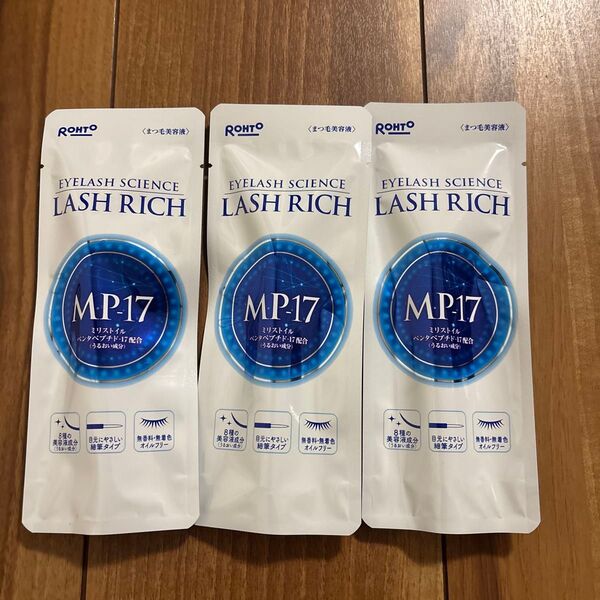 ROHTO
〈まつ毛美容液〉
EYELASH SCIENCE
LASH RICH
MP-17
ミリストイル
ペンタペプチド-17配合
(うるおい成分)
8種の
美容液成分
(うるおい成分)
目元にやさしい
細筆タイプ
無香料・無着色
オイルフリー
ROHTO
〈まつ毛美容液〉
EYELASH SCIENCE
LASH RICH
MP-17
ミリストイル
ペンタペプチド-17配合
(うるおい成分)
8種の
美容液成分
(うるおい成分)
目元にやさしい
細筆タイプ
無香料・無着色
オイルフリー
ROHTO
〈まつ毛美容液〉
EYELASH SCIENCE
LASH RICH
MP-17
ミリストイル
ペンタペプチド-17配合
(うるおい成分)
8種の
美容液成分
(うるおい成分)
目元にやさしい
細筆タイプ
無香料・無着色
オイルフリー